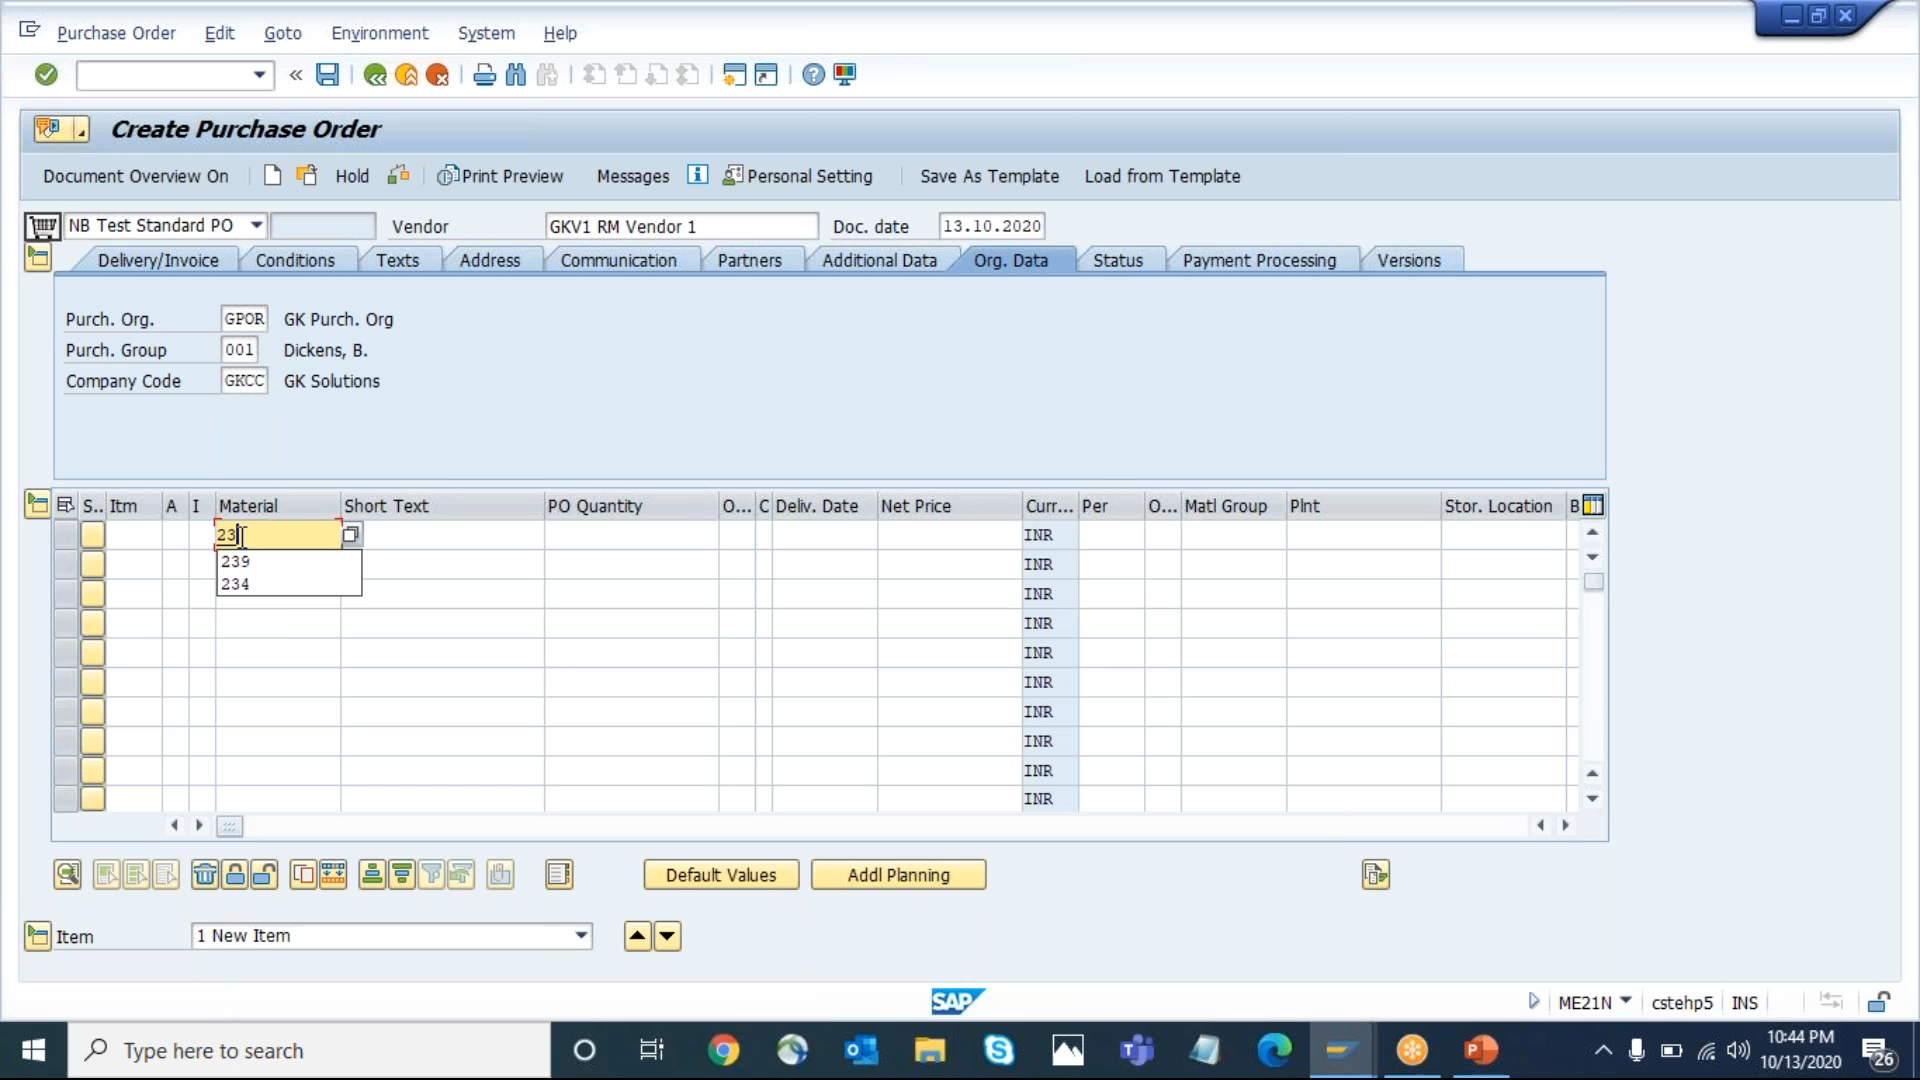 Purchase Order Edit Goto Environment System Help
Create Purchase Order
Document Overview On Hold Print Preview Messages Personal Setting Save As Template Load from Template
NB Test Standard PO Vendor GKV1 RM Vendor 1 Doc. date 13.10.2020
Delivery/Invoice Conditions Texts Address Communication Partners Additional Data Org. Data Status Payment Processing Versions
Purch. Org. GPOR GK Purch. Org
Purch. Group 001 Dickens, B.
Company Code GKCC GK Solutions
S.. Itm A I Material Short Text PO Quantity O... C Deliv. Date Net Price Curr... Per O... Matl Group Plnt Stor. Location B
23 INR
239 INR
234
INR
INR
INR
INR
INR
INR
INR
INR
Default Values Addl Planning
Item 1 New Item
SAP ME21N cstehp5 INS
Type here to search 10:44 PM
10/13/2020 26